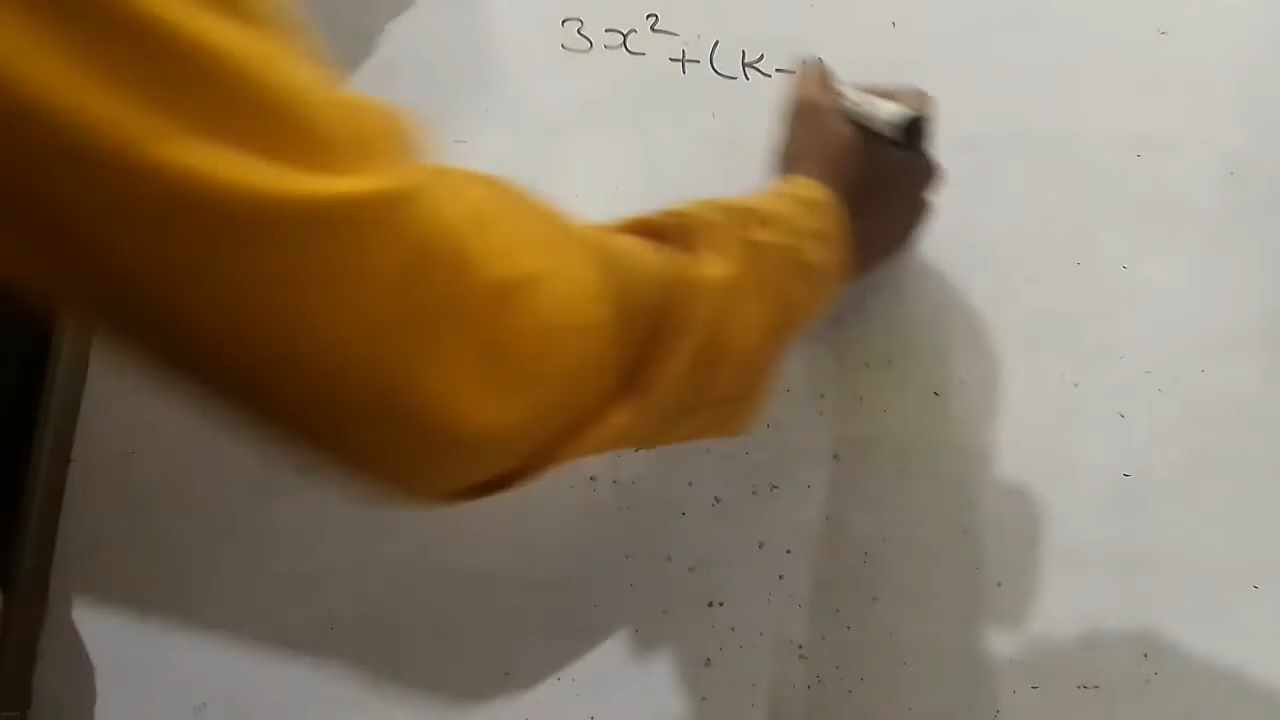 3x² + (K -